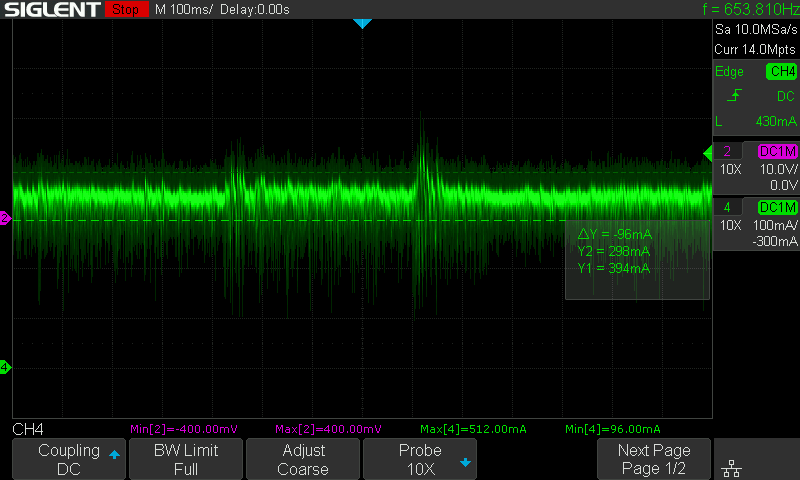 SIGLENT Stop M 100ms/ Delay:0.00s f = 653.810Hz
Sa 10.0MSa/s
Curr 14.0Mpts
Edge CH4
DC
L 430mA
2 DC1M
10X 10.0V/
0.0V
4 DC1M
10X 100mA/
-300mA
2
△Y = -96mA
Y2 = 298mA
Y1 = 394mA
4
CH4 Min[2]=-400.00mV Max[2]=400.00mV Max[4]=512.00mA Min[4]=96.00mA
Coupling BW Limit Adjust Probe Next Page
DC Full Coarse 10X Page 1/2